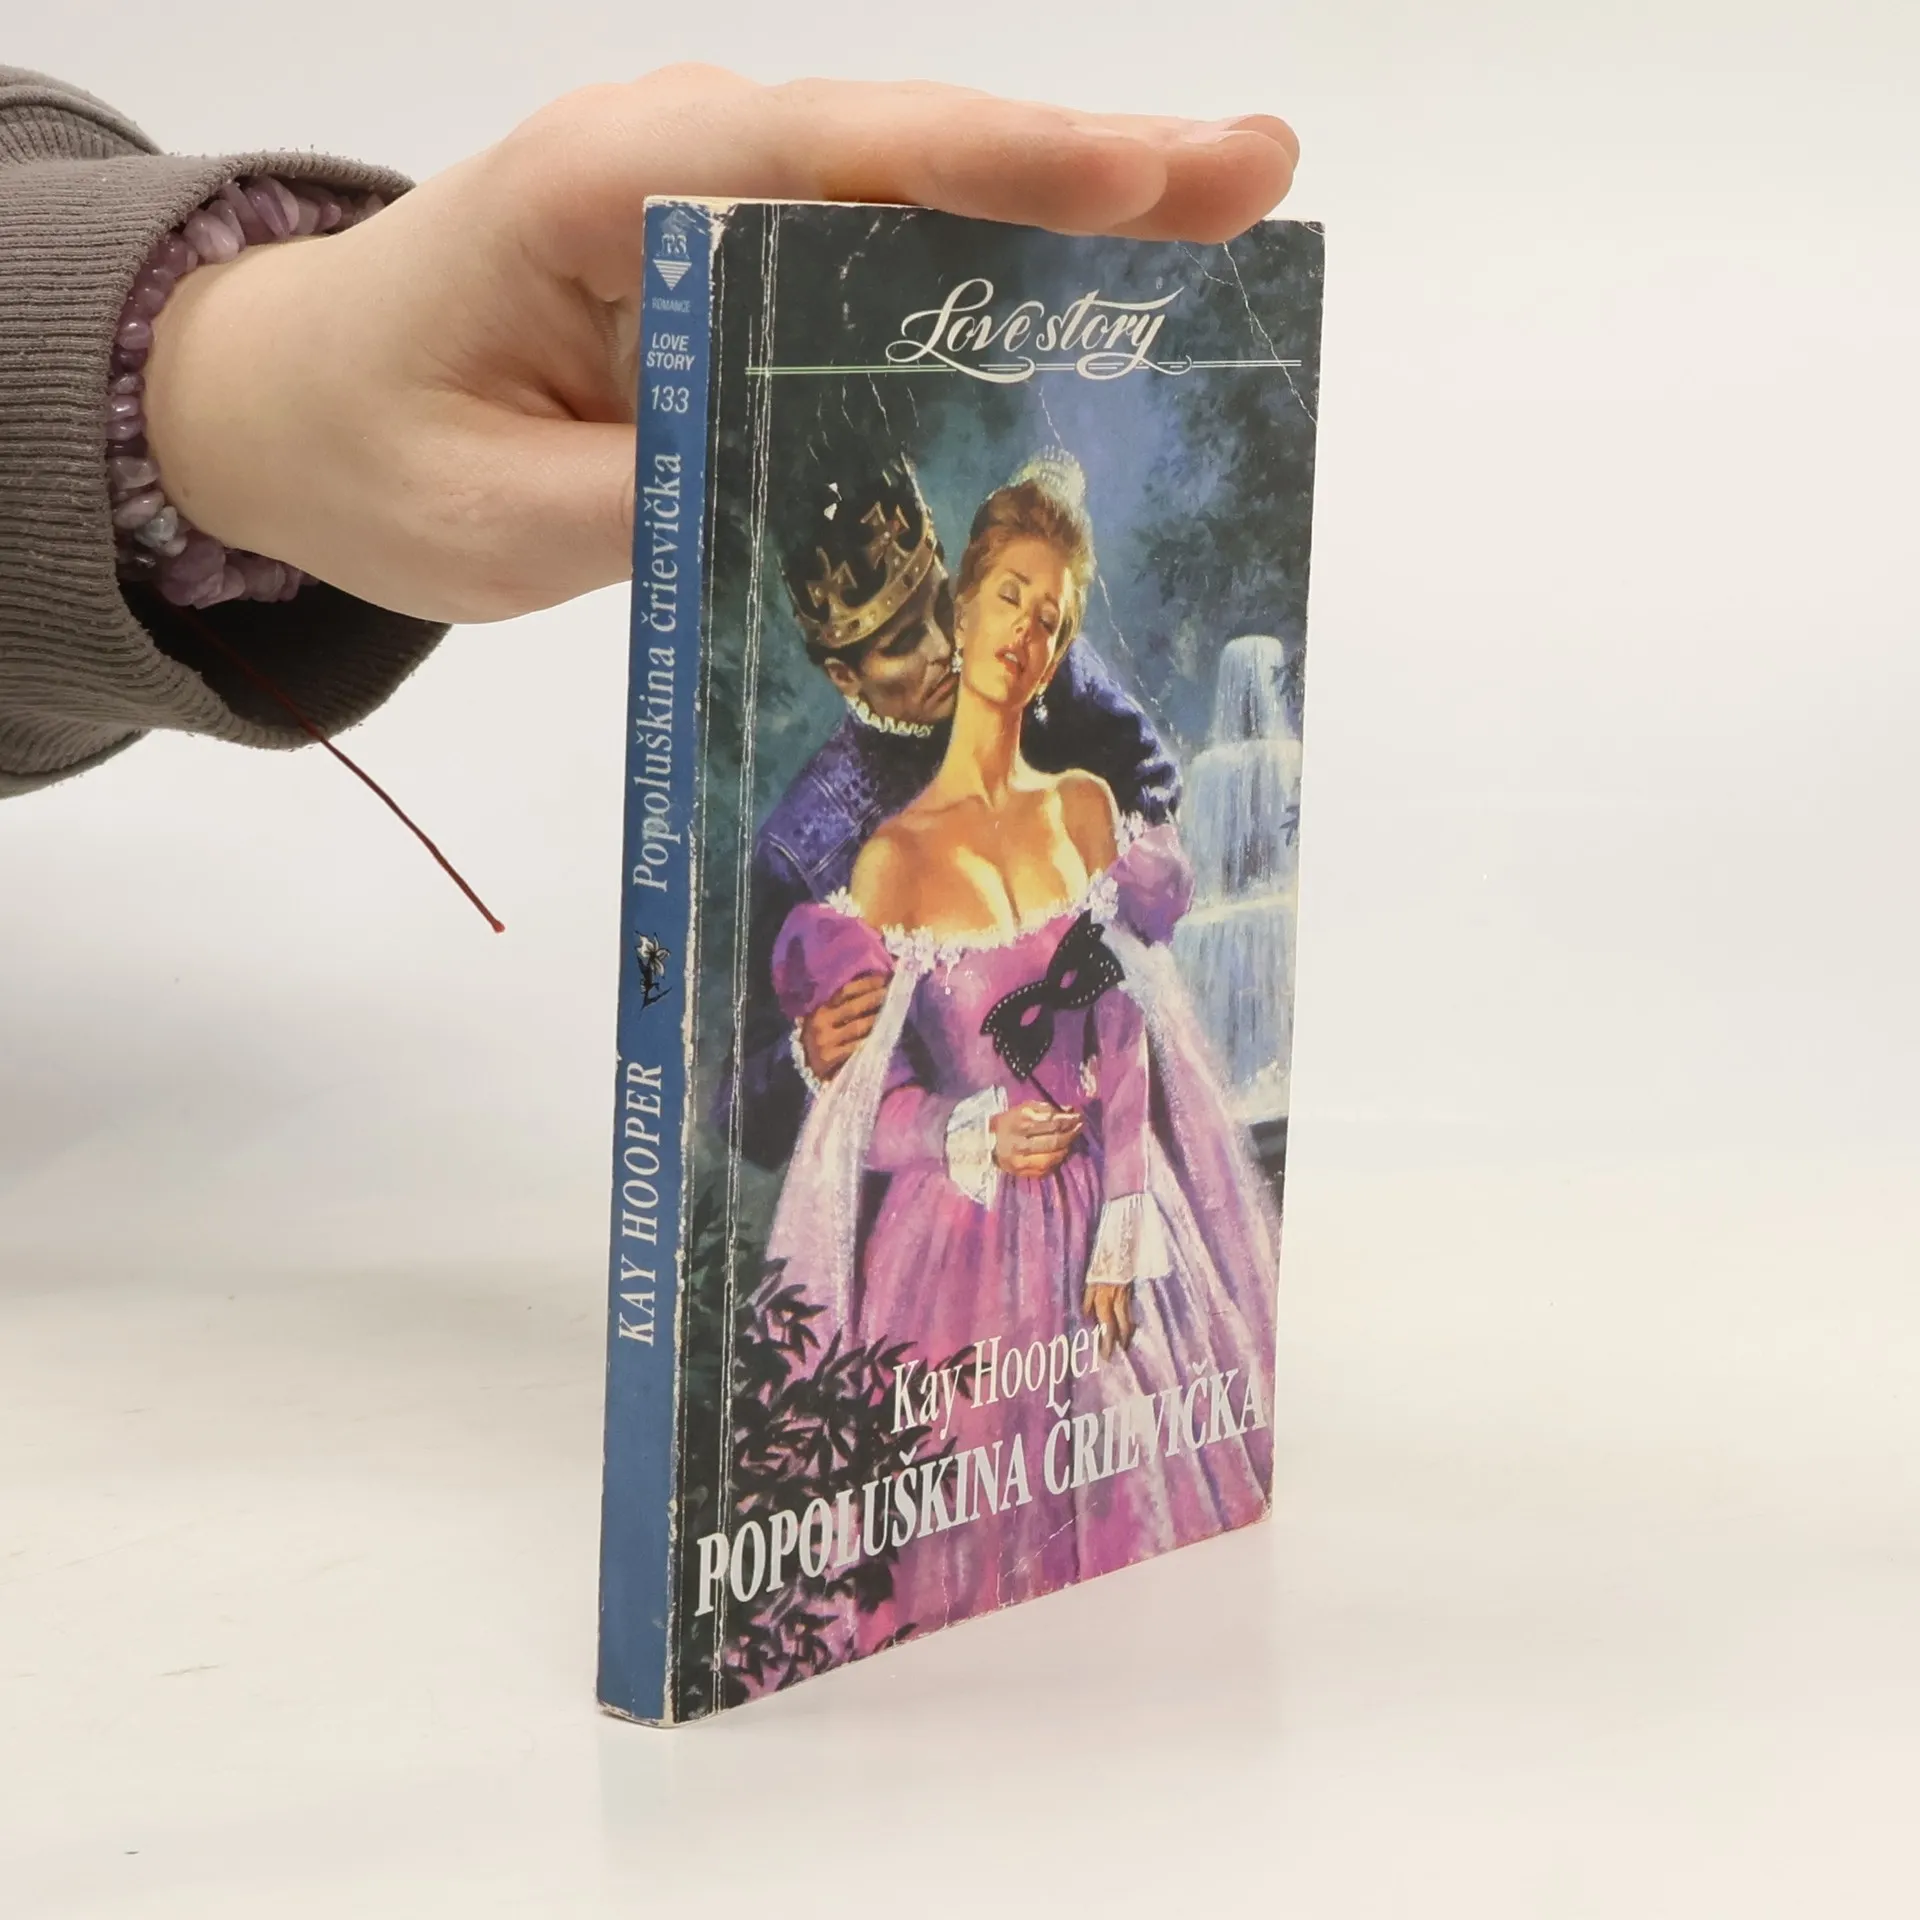 ROMANCE
LOVE
STORY
133
Popoluškina črievička
KAY HOOPER
Love story
®
Kay Hooper
POPOLUŠKINA ČRIEVIČKA